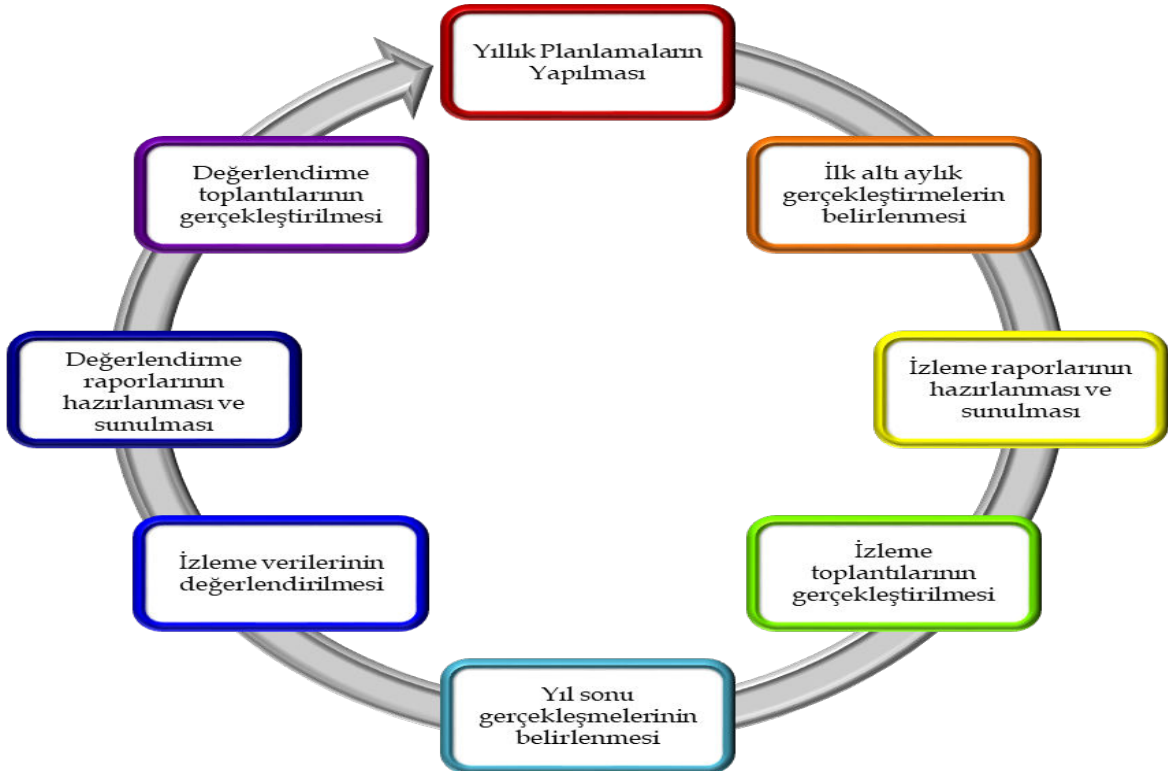 Yıllık Planlamaların
Yapılması
İlk altı aylık
gerçekleştirmelerin
belirlenmesi
İzleme raporlarının
hazırlanması ve
sunulması
İzleme
toplantılarının
gerçekleştirilmesi
Yıl sonu
gerçekleşmelerinin
belirlenmesi
İzleme verilerinin
değerlendirilmesi
Değerlendirme
raporlarının
hazırlanması ve
sunulması
Değerlendirme
toplantılarının
gerçekleştirilmesi